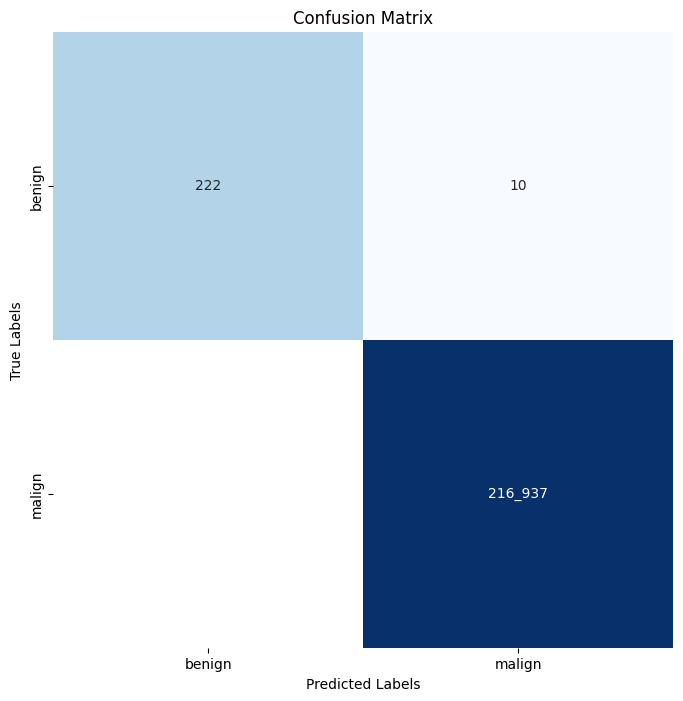 Confusion Matrix
benign
222
10
True Labels
malign
216_937
benign
malign
Predicted Labels